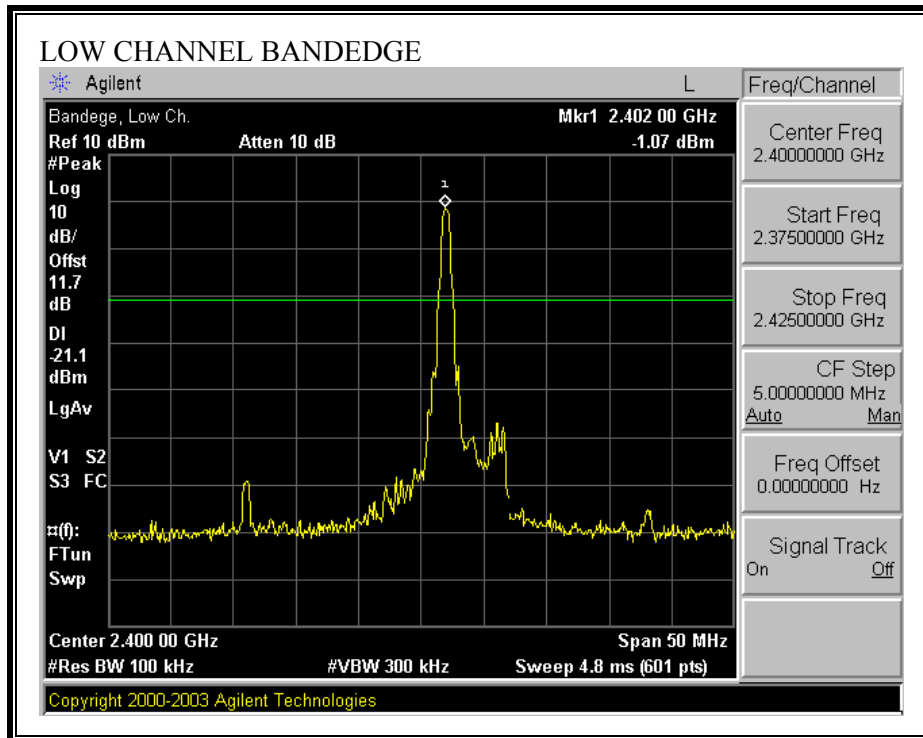 LOW CHANNEL BANDEDGE
Agilent L Freq/Channel
Bandege, Low Ch. Mkr1 2.402 00 GHz
Ref 10 dBm Atten 10 dB -1.07 dBm
#Peak
Log
10
dB/
Offst
11.7
dB
DI
-21.1
dBm
LgAv
V1 S2
S3 FC
¤(f):
FTun
Swp
1
Center 2.400 00 GHz Span 50 MHz
#Res BW 100 kHz #VBW 300 kHz Sweep 4.8 ms (601 pts)
Copyright 2000-2003 Agilent Technologies
Center Freq
2.40000000 GHz
Start Freq
2.37500000 GHz
Stop Freq
2.42500000 GHz
CF Step
5.00000000 MHz
Auto Man
Freq Offset
0.00000000 Hz
Signal Track
On Off